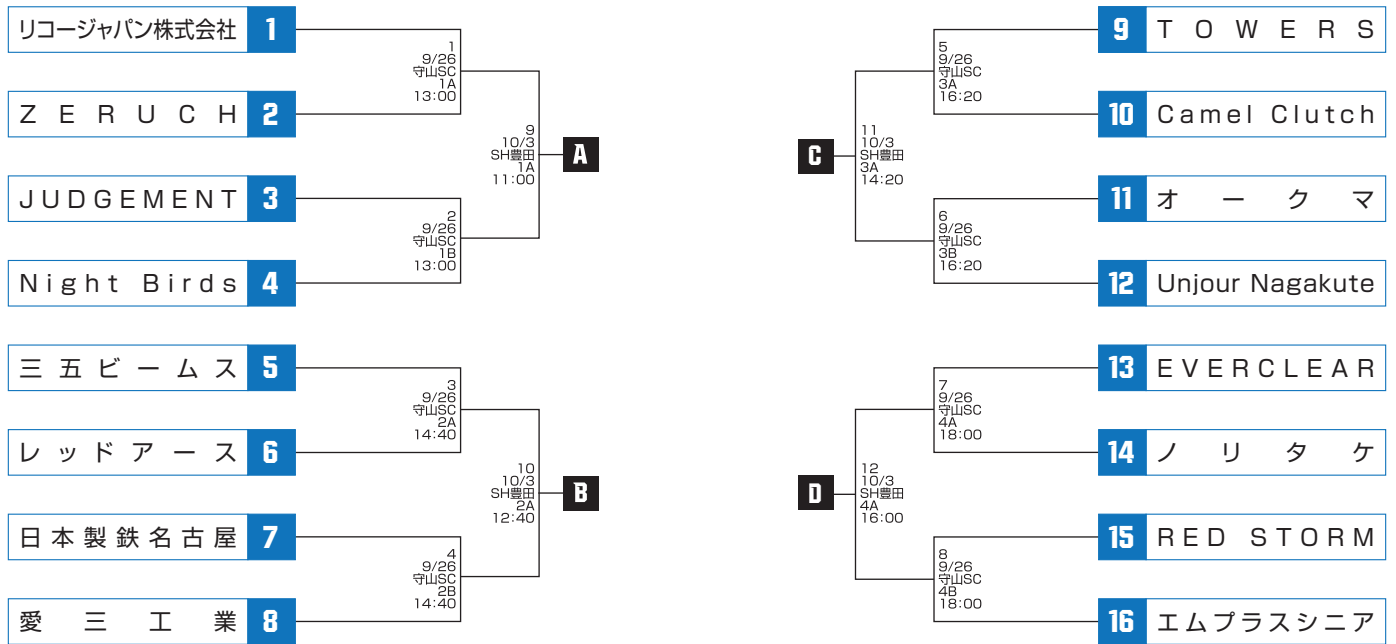 リコージャパン株式会社 1
1
9/26
守山SC
1A
13:00
ZERUCH 2
9
10/3
SH豊田
1A
11:00
A
JUDGEMENT 3
2
9/26
守山SC
1B
13:00
Night Birds 4
三五ビームス 5
3
9/26
守山SC
2A
14:40
レッドアース 6
10
10/3
SH豊田
2A
12:40
B
日本製鉄名古屋 7
4
9/26
守山SC
2B
14:40
愛三工業 8
9 TOWERS
5
9/26
守山SC
3A
16:20
10 Camel Clutch
C
11
10/3
SH豊田
3A
14:20
11 オークマ
6
9/26
守山SC
3B
16:20
12 Unjour Nagakute
13 EVERCLEAR
7
9/26
守山SC
4A
18:00
14 ノリタケ
D
12
10/3
SH豊田
4A
16:00
15 RED STORM
8
9/26
守山SC
4B
18:00
16 エムプラスシニア